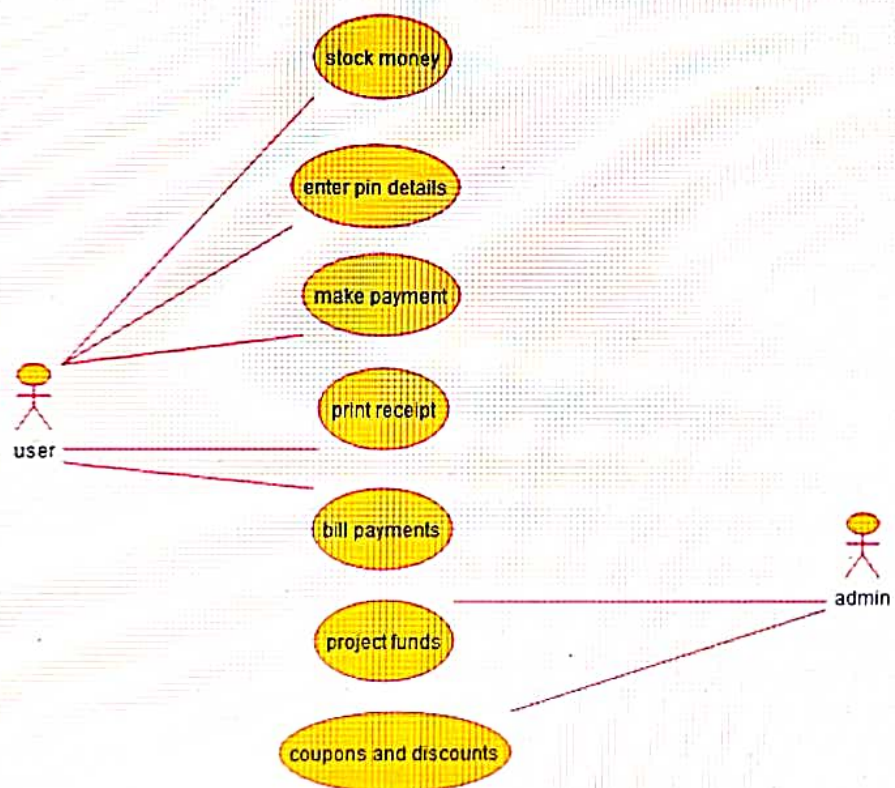 stock money
enter pin details
make payment
print receipt
user
bill payments
admin
project funds
coupons and discounts